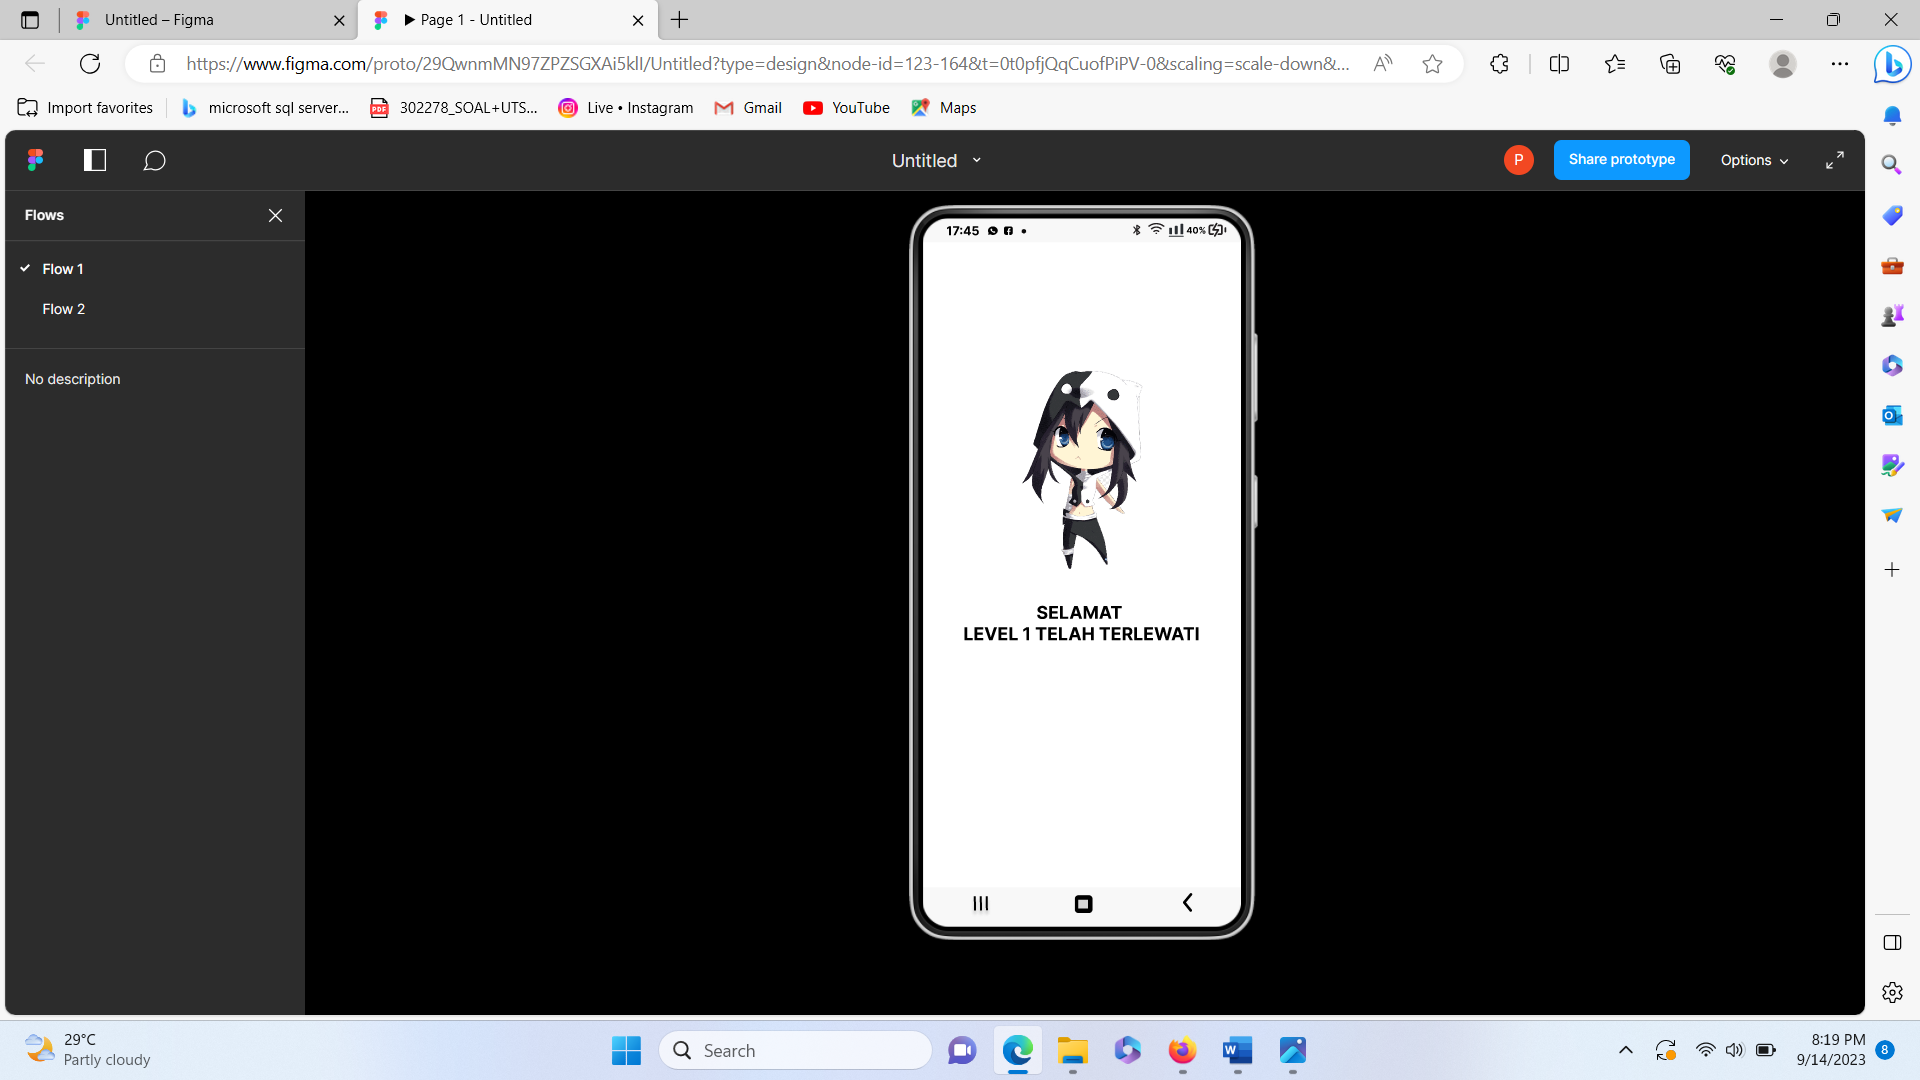 Untitled – Figma
Page 1 - Untitled
https://www.figma.com/proto/29QwnmMN97ZPZSGXAi5klI/Untitled?type=design&node-id=123-164&t=0t0pfjQqCuofPiPV-0&scaling=scale-down&...
Import favorites
microsoft sql server...
302278_SOAL+UTS...
Live • Instagram
Gmail
YouTube
Maps
Untitled
P
Share prototype
Options
Flows
Flow 1
Flow 2
No description
17:45
40%
SELAMAT
LEVEL 1 TELAH TERLEWATI
29°C
Partly cloudy
Search
8:19 PM
9/14/2023
8